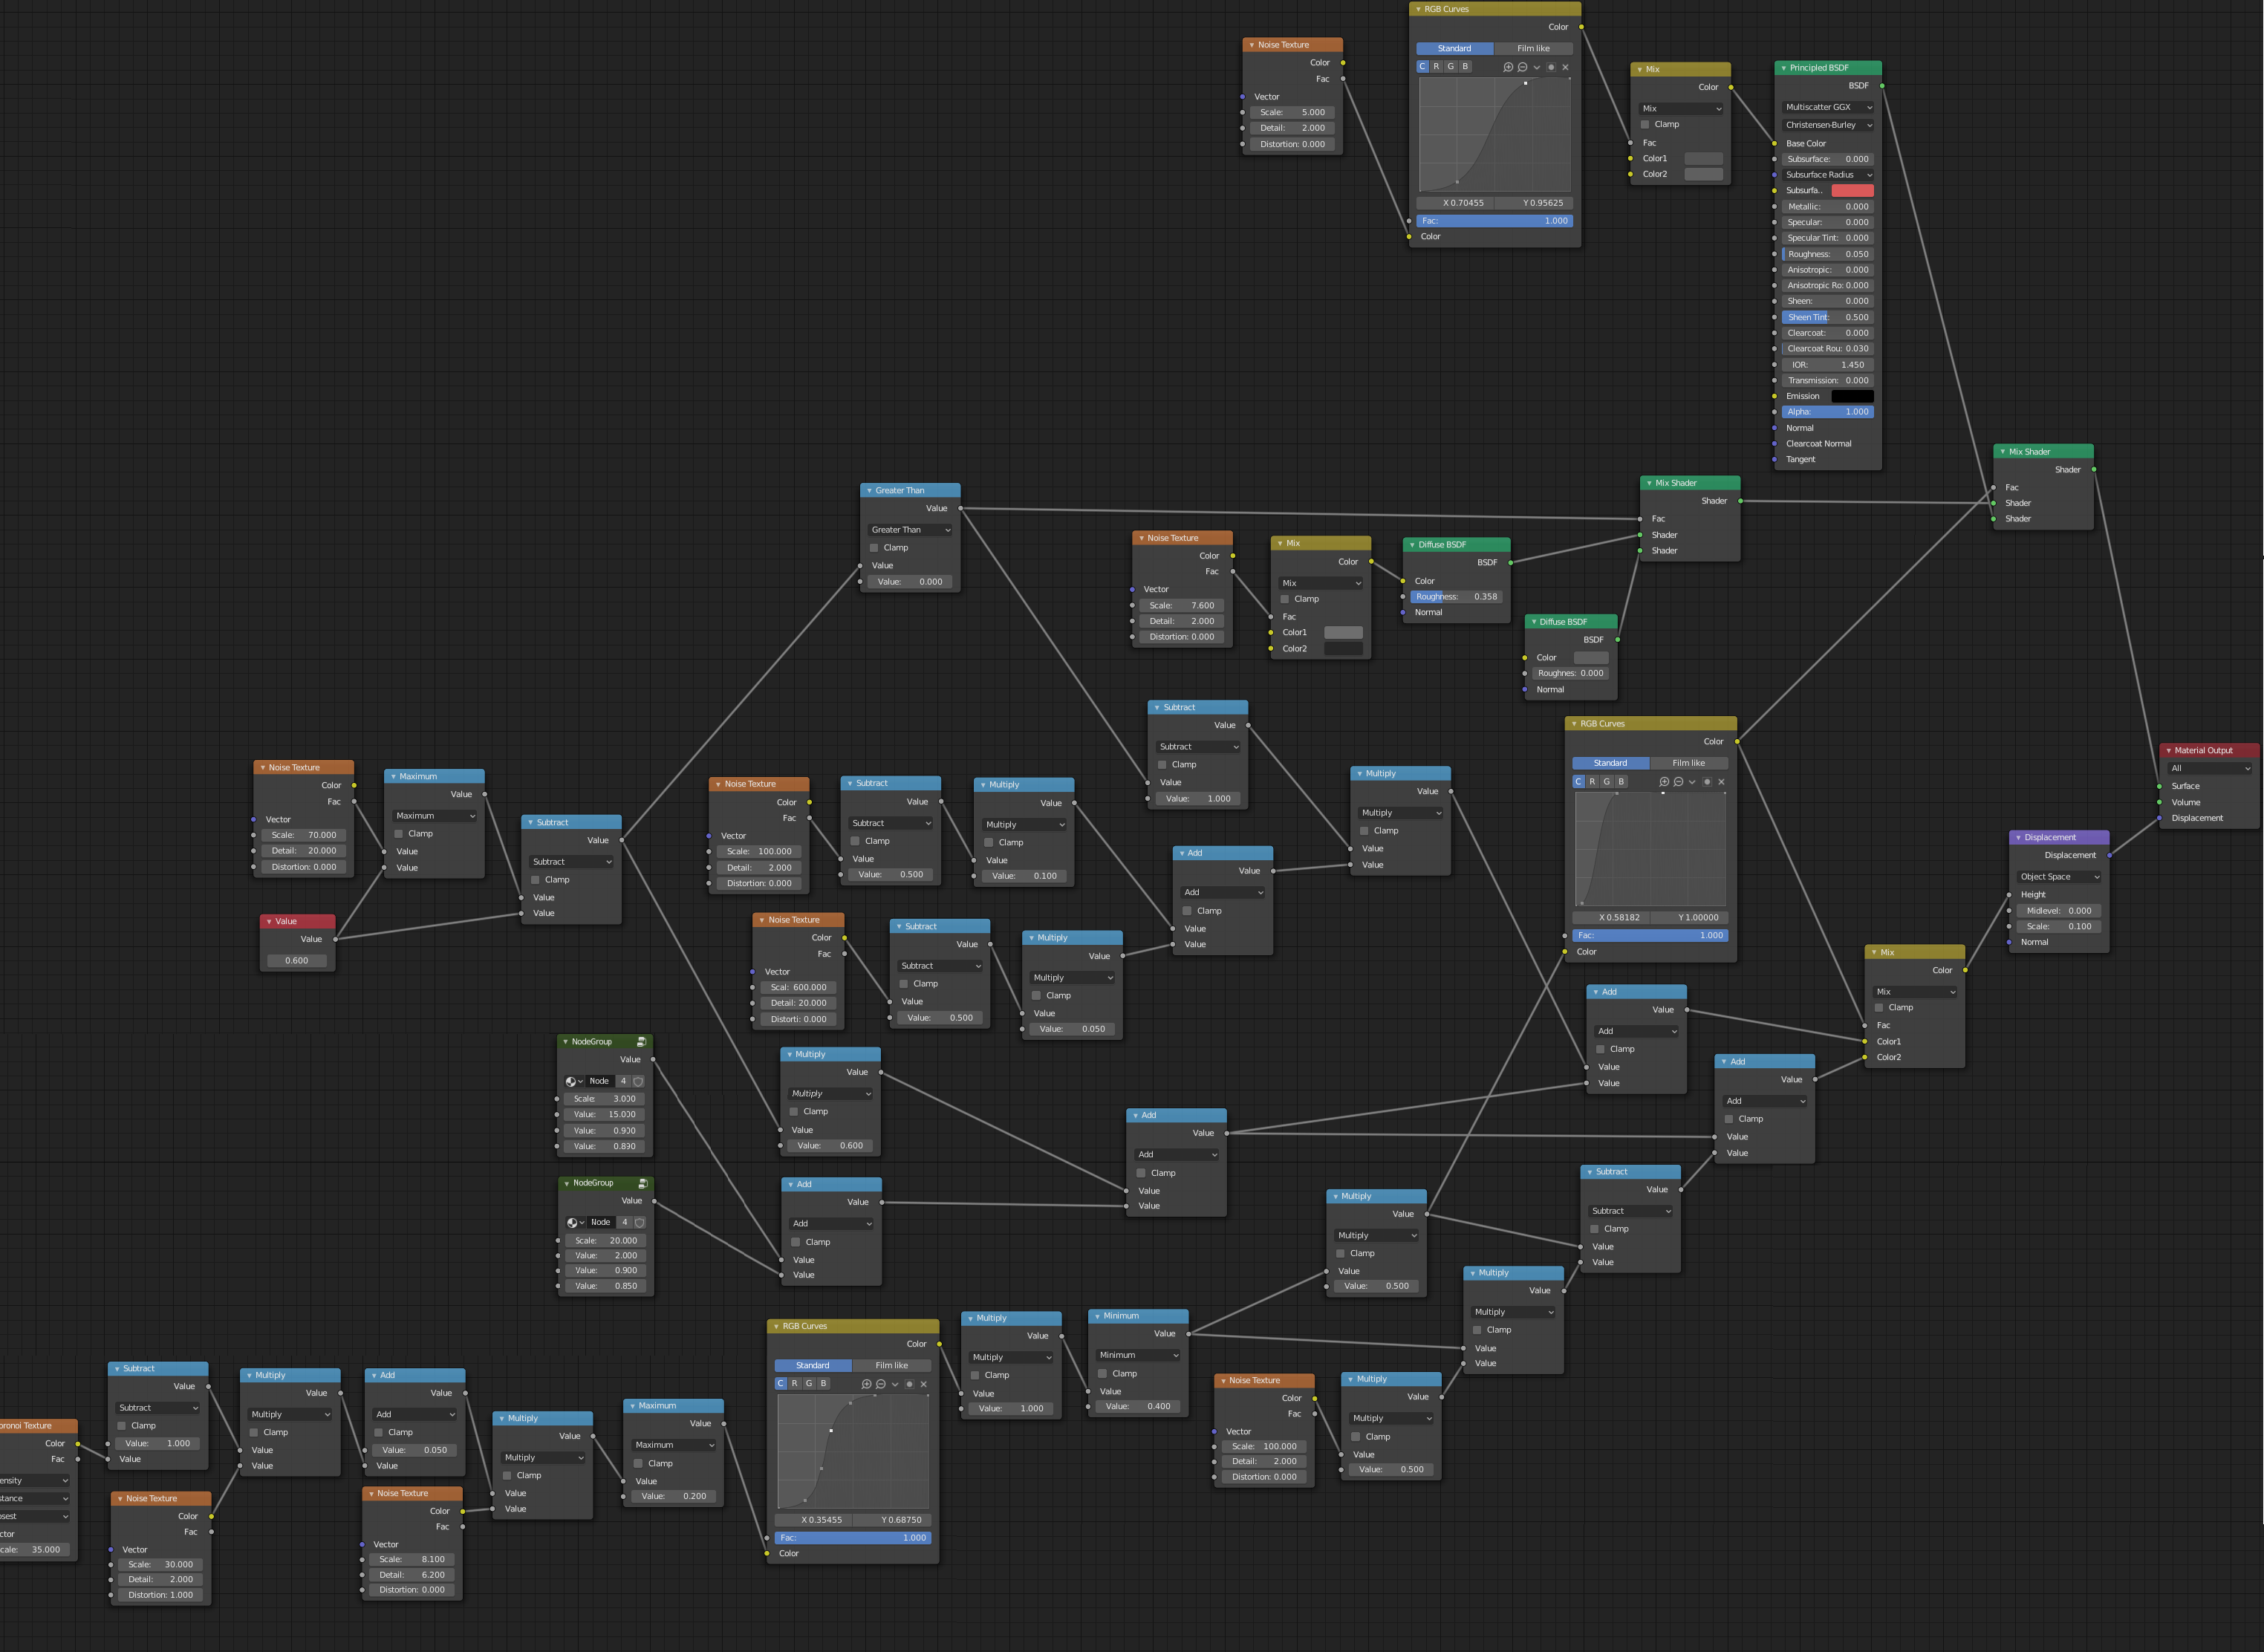 RGB Curves
Color
Standard Film like
C R G B
X 0.70455 Y 0.95625
Fac: 1.000
Color
Noise Texture
Color
Fac
Vector
Scale: 5.000
Detail: 2.000
Distortion: 0.000
Mix
Color
Mix
Clamp
Fac
Color1
Color2
Principled BSDF
BSDF
Multiscatter GGX
Christensen-Burley
Base Color
Subsurface: 0.000
Subsurface Radius
Subsurfa..
Metallic: 0.000
Specular: 0.000
Specular Tint: 0.000
Roughness: 0.050
Anisotropic: 0.000
Anisotropic Ro: 0.000
Sheen: 0.000
Sheen Tint: 0.500
Clearcoat: 0.000
Clearcoat Rou: 0.030
IOR: 1.450
Transmission: 0.000
Emission
Alpha: 1.000
Normal
Clearcoat Normal
Tangent
Mix Shader
Shader
Fac
Shader
Shader
Mix Shader
Shader
Fac
Shader
Shader
Greater Than
Value
Greater Than
Clamp
Value
Value: 0.000
Noise Texture
Color
Fac
Vector
Scale: 7.600
Detail: 2.000
Distortion: 0.000
Mix
Color
Mix
Clamp
Fac
Color1
Color2
Diffuse BSDF
BSDF
Color
Roughness: 0.358
Normal
Diffuse BSDF
BSDF
Color
Roughnes: 0.000
Normal
Subtract
Value
Subtract
Clamp
Value
Value: 1.000
RGB Curves
Color
Standard Film like
C R G B
X 0.58182 Y 1.00000
Fac: 1.000
Color
Material Output
All
Surface
Volume
Displacement
Noise Texture
Color
Fac
Vector
Scale: 70.000
Detail: 20.000
Distortion: 0.000
Maximum
Value
Maximum
Clamp
Value
Value
Subtract
Value
Subtract
Clamp
Value
Value
Value
Value
0.600
Noise Texture
Color
Fac
Vector
Scale: 100.000
Detail: 2.000
Distortion: 0.000
Subtract
Value
Subtract
Clamp
Value
Value: 0.500
Multiply
Value
Multiply
Clamp
Value
Value: 0.100
Multiply
Value
Multiply
Clamp
Value
Value
Add
Value
Add
Clamp
Value
Value
Displacement
Displacement
Object Space
Height
Midlevel: 0.000
Scale: 0.100
Normal
Noise Texture
Color
Fac
Vector
Scal: 600.000
Detail: 20.000
Distorti: 0.000
Subtract
Value
Subtract
Clamp
Value
Value: 0.500
Multiply
Value
Multiply
Clamp
Value
Value: 0.050
Mix
Color
Mix
Clamp
Fac
Color1
Color2
Add
Value
Add
Clamp
Value
Value
NodeGroup
Value
Node 4
Scale: 3.000
Value: 15.000
Value: 0.900
Value: 0.890
Multiply
Value
Multiply
Clamp
Value
Value: 0.600
Add
Value
Add
Clamp
Value
Value
Add
Value
Add
Clamp
Value
Value
NodeGroup
Value
Node 4
Scale: 20.000
Value: 2.000
Value: 0.900
Value: 0.850
Add
Value
Add
Clamp
Value
Value
Subtract
Value
Subtract
Clamp
Value
Value
Multiply
Value
Multiply
Clamp
Value
Value: 0.500
Multiply
Value
Multiply
Clamp
Value
Value
RGB Curves
Color
Standard Film like
C R G B
X 0.35455 Y 0.68750
Fac: 1.000
Color
Multiply
Value
Multiply
Clamp
Value
Value: 1.000
Minimum
Value
Minimum
Clamp
Value
Value: 0.400
Noise Texture
Color
Fac
Vector
Scale: 100.000
Detail: 2.000
Distortion: 0.000
Multiply
Value
Multiply
Clamp
Value
Value: 0.500
Subtract
Value
Subtract
Clamp
Value: 1.000
Value
Multiply
Value
Multiply
Clamp
Value
Value
Add
Value
Add
Clamp
Value: 0.050
Value
Multiply
Value
Multiply
Clamp
Value
Value
Maximum
Value
Maximum
Clamp
Value
Value: 0.200
oronoi Texture
Color
Fac
ensity
stance
osest
ctor
cale: 35.000
Noise Texture
Color
Fac
Vector
Scale: 30.000
Detail: 2.000
Distortion: 1.000
Noise Texture
Color
Fac
Vector
Scale: 8.100
Detail: 6.200
Distortion: 0.000